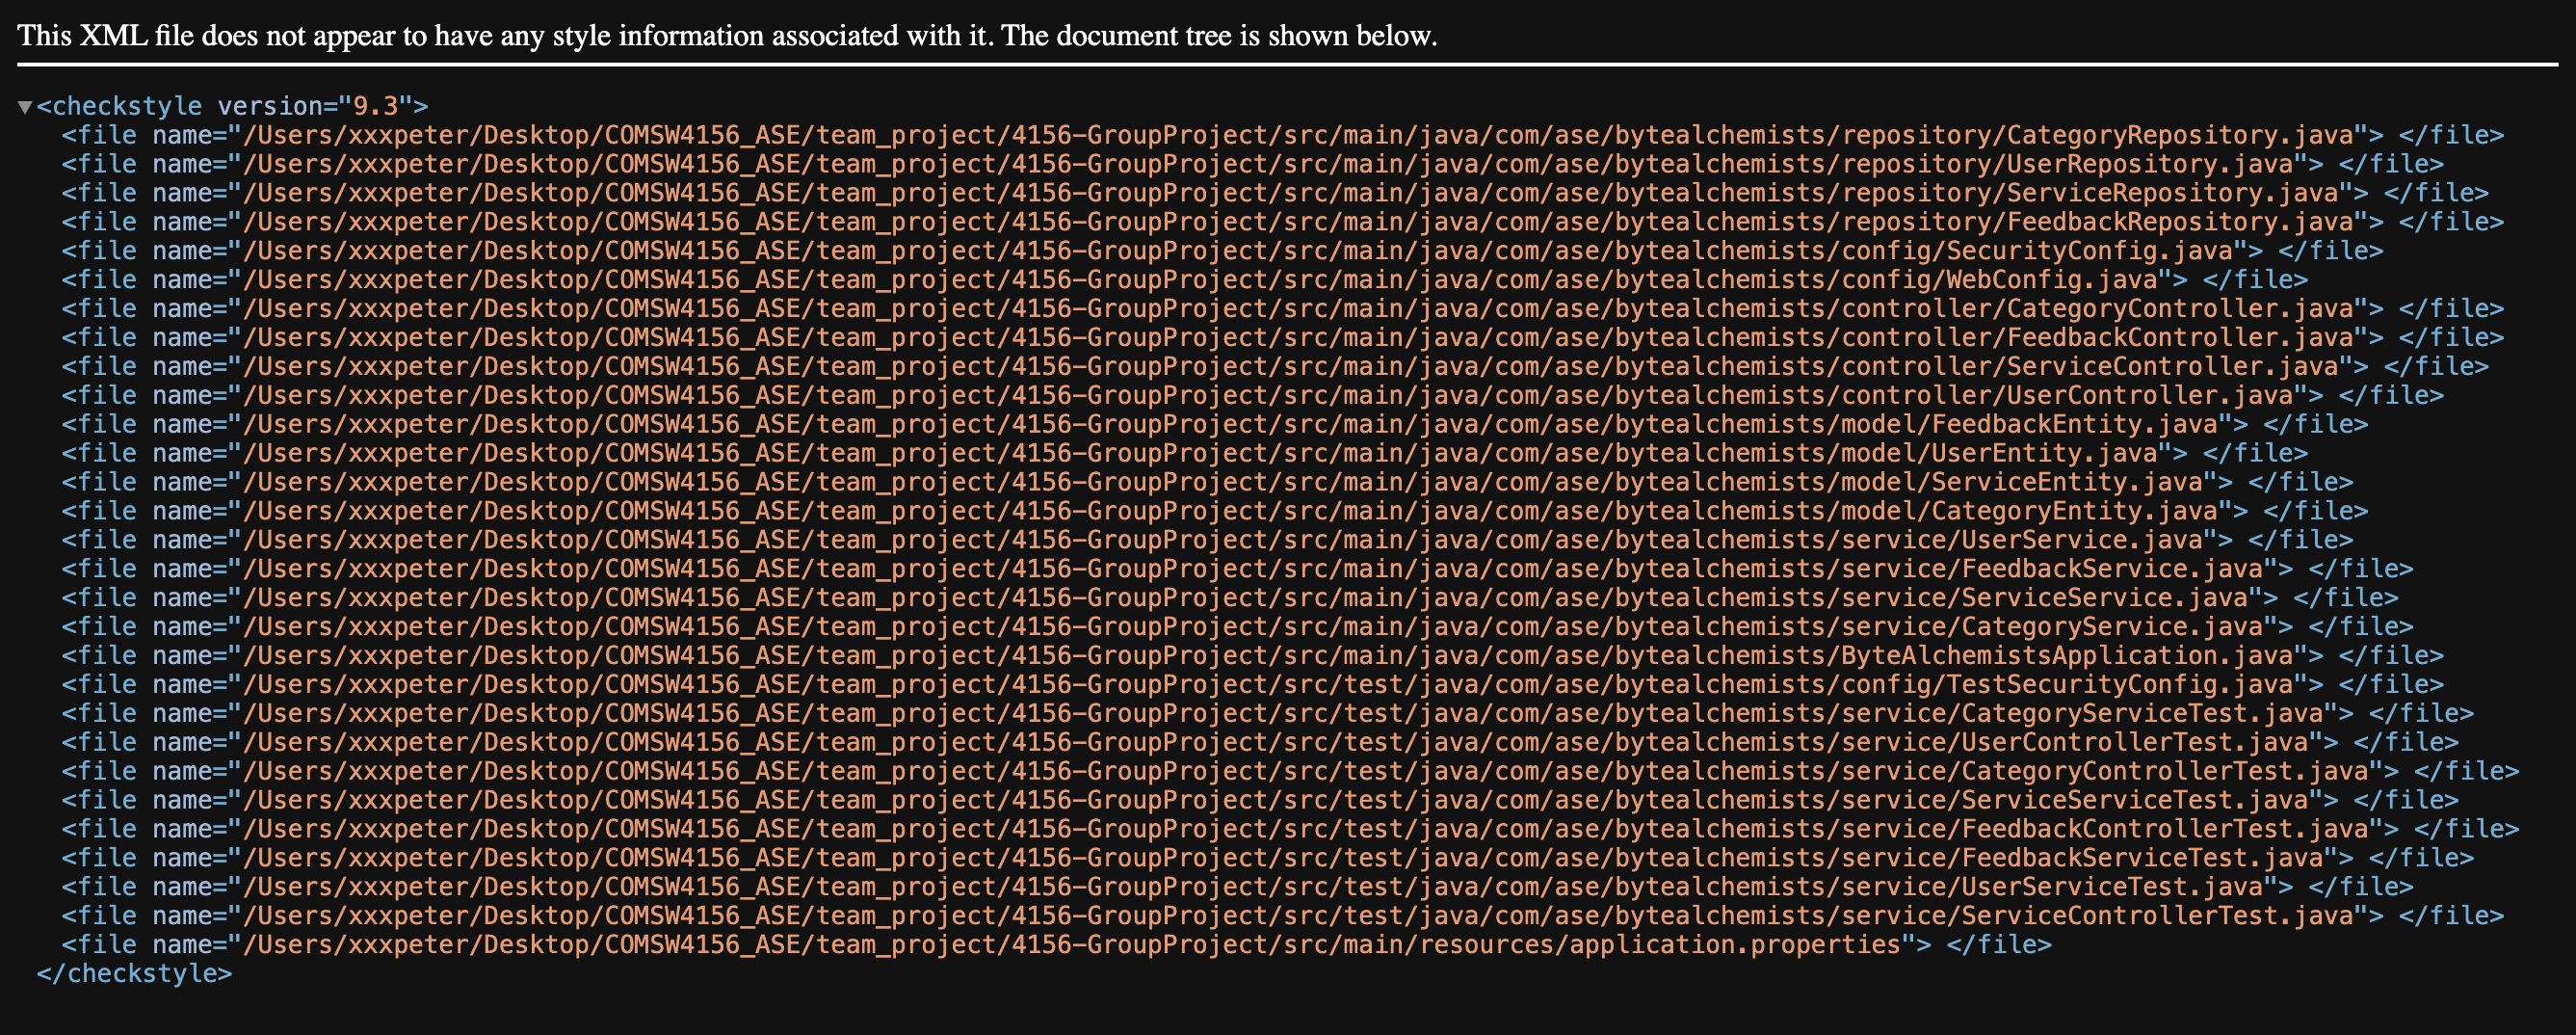 This XML file does not appear to have any style information associated with it. The document tree is shown below.
▼<checkstyle version="9.3">
<file name="/Users/xxxpeter/Desktop/COMSW4156_ASE/team_project/4156-GroupProject/src/main/java/com/ase/bytealchemists/repository/CategoryRepository.java"> </file>
<file name="/Users/xxxpeter/Desktop/COMSW4156_ASE/team_project/4156-GroupProject/src/main/java/com/ase/bytealchemists/repository/UserRepository.java"> </file>
<file name="/Users/xxxpeter/Desktop/COMSW4156_ASE/team_project/4156-GroupProject/src/main/java/com/ase/bytealchemists/repository/ServiceRepository.java"> </file>
<file name="/Users/xxxpeter/Desktop/COMSW4156_ASE/team_project/4156-GroupProject/src/main/java/com/ase/bytealchemists/repository/FeedbackRepository.java"> </file>
<file name="/Users/xxxpeter/Desktop/COMSW4156_ASE/team_project/4156-GroupProject/src/main/java/com/ase/bytealchemists/config/SecurityConfig.java"> </file>
<file name="/Users/xxxpeter/Desktop/COMSW4156_ASE/team_project/4156-GroupProject/src/main/java/com/ase/bytealchemists/config/WebConfig.java"> </file>
<file name="/Users/xxxpeter/Desktop/COMSW4156_ASE/team_project/4156-GroupProject/src/main/java/com/ase/bytealchemists/controller/CategoryController.java"> </file>
<file name="/Users/xxxpeter/Desktop/COMSW4156_ASE/team_project/4156-GroupProject/src/main/java/com/ase/bytealchemists/controller/FeedbackController.java"> </file>
<file name="/Users/xxxpeter/Desktop/COMSW4156_ASE/team_project/4156-GroupProject/src/main/java/com/ase/bytealchemists/controller/ServiceController.java"> </file>
<file name="/Users/xxxpeter/Desktop/COMSW4156_ASE/team_project/4156-GroupProject/src/main/java/com/ase/bytealchemists/controller/UserController.java"> </file>
<file name="/Users/xxxpeter/Desktop/COMSW4156_ASE/team_project/4156-GroupProject/src/main/java/com/ase/bytealchemists/model/FeedbackEntity.java"> </file>
<file name="/Users/xxxpeter/Desktop/COMSW4156_ASE/team_project/4156-GroupProject/src/main/java/com/ase/bytealchemists/model/UserEntity.java"> </file>
<file name="/Users/xxxpeter/Desktop/COMSW4156_ASE/team_project/4156-GroupProject/src/main/java/com/ase/bytealchemists/model/ServiceEntity.java"> </file>
<file name="/Users/xxxpeter/Desktop/COMSW4156_ASE/team_project/4156-GroupProject/src/main/java/com/ase/bytealchemists/model/CategoryEntity.java"> </file>
<file name="/Users/xxxpeter/Desktop/COMSW4156_ASE/team_project/4156-GroupProject/src/main/java/com/ase/bytealchemists/service/UserService.java"> </file>
<file name="/Users/xxxpeter/Desktop/COMSW4156_ASE/team_project/4156-GroupProject/src/main/java/com/ase/bytealchemists/service/FeedbackService.java"> </file>
<file name="/Users/xxxpeter/Desktop/COMSW4156_ASE/team_project/4156-GroupProject/src/main/java/com/ase/bytealchemists/service/ServiceService.java"> </file>
<file name="/Users/xxxpeter/Desktop/COMSW4156_ASE/team_project/4156-GroupProject/src/main/java/com/ase/bytealchemists/service/CategoryService.java"> </file>
<file name="/Users/xxxpeter/Desktop/COMSW4156_ASE/team_project/4156-GroupProject/src/main/java/com/ase/bytealchemists/ByteAlchemistsApplication.java"> </file>
<file name="/Users/xxxpeter/Desktop/COMSW4156_ASE/team_project/4156-GroupProject/src/test/java/com/ase/bytealchemists/config/TestSecurityConfig.java"> </file>
<file name="/Users/xxxpeter/Desktop/COMSW4156_ASE/team_project/4156-GroupProject/src/test/java/com/ase/bytealchemists/service/CategoryServiceTest.java"> </file>
<file name="/Users/xxxpeter/Desktop/COMSW4156_ASE/team_project/4156-GroupProject/src/test/java/com/ase/bytealchemists/service/UserControllerTest.java"> </file>
<file name="/Users/xxxpeter/Desktop/COMSW4156_ASE/team_project/4156-GroupProject/src/test/java/com/ase/bytealchemists/service/CategoryControllerTest.java"> </file>
<file name="/Users/xxxpeter/Desktop/COMSW4156_ASE/team_project/4156-GroupProject/src/test/java/com/ase/bytealchemists/service/ServiceServiceTest.java"> </file>
<file name="/Users/xxxpeter/Desktop/COMSW4156_ASE/team_project/4156-GroupProject/src/test/java/com/ase/bytealchemists/service/FeedbackControllerTest.java"> </file>
<file name="/Users/xxxpeter/Desktop/COMSW4156_ASE/team_project/4156-GroupProject/src/test/java/com/ase/bytealchemists/service/FeedbackServiceTest.java"> </file>
<file name="/Users/xxxpeter/Desktop/COMSW4156_ASE/team_project/4156-GroupProject/src/test/java/com/ase/bytealchemists/service/UserServiceTest.java"> </file>
<file name="/Users/xxxpeter/Desktop/COMSW4156_ASE/team_project/4156-GroupProject/src/test/java/com/ase/bytealchemists/service/ServiceControllerTest.java"> </file>
<file name="/Users/xxxpeter/Desktop/COMSW4156_ASE/team_project/4156-GroupProject/src/main/resources/application.properties"> </file>
</checkstyle>